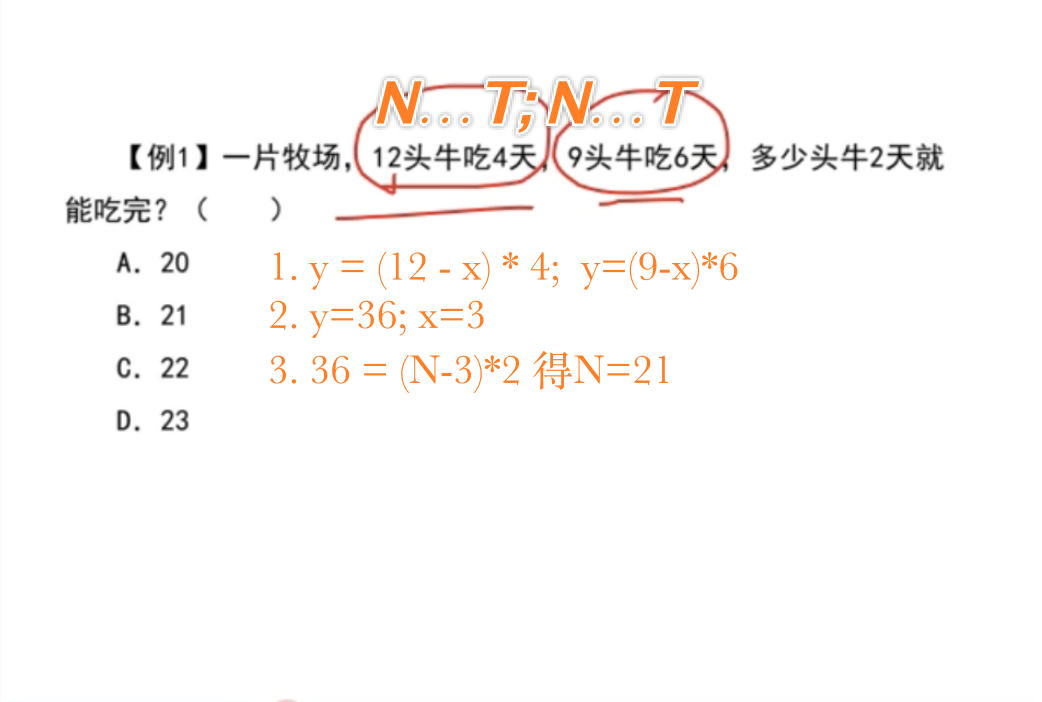 N... T; N... T
【例1】一片牧场，12头牛吃4天，9头牛吃6天，多少头牛2天就
能吃完？（　　）
A. 20
1. y = (12 - x) * 4;  y=(9-x)*6
B. 21
2. y=36; x=3
C. 22
3. 36 = (N-3)*2 得N=21
D. 23